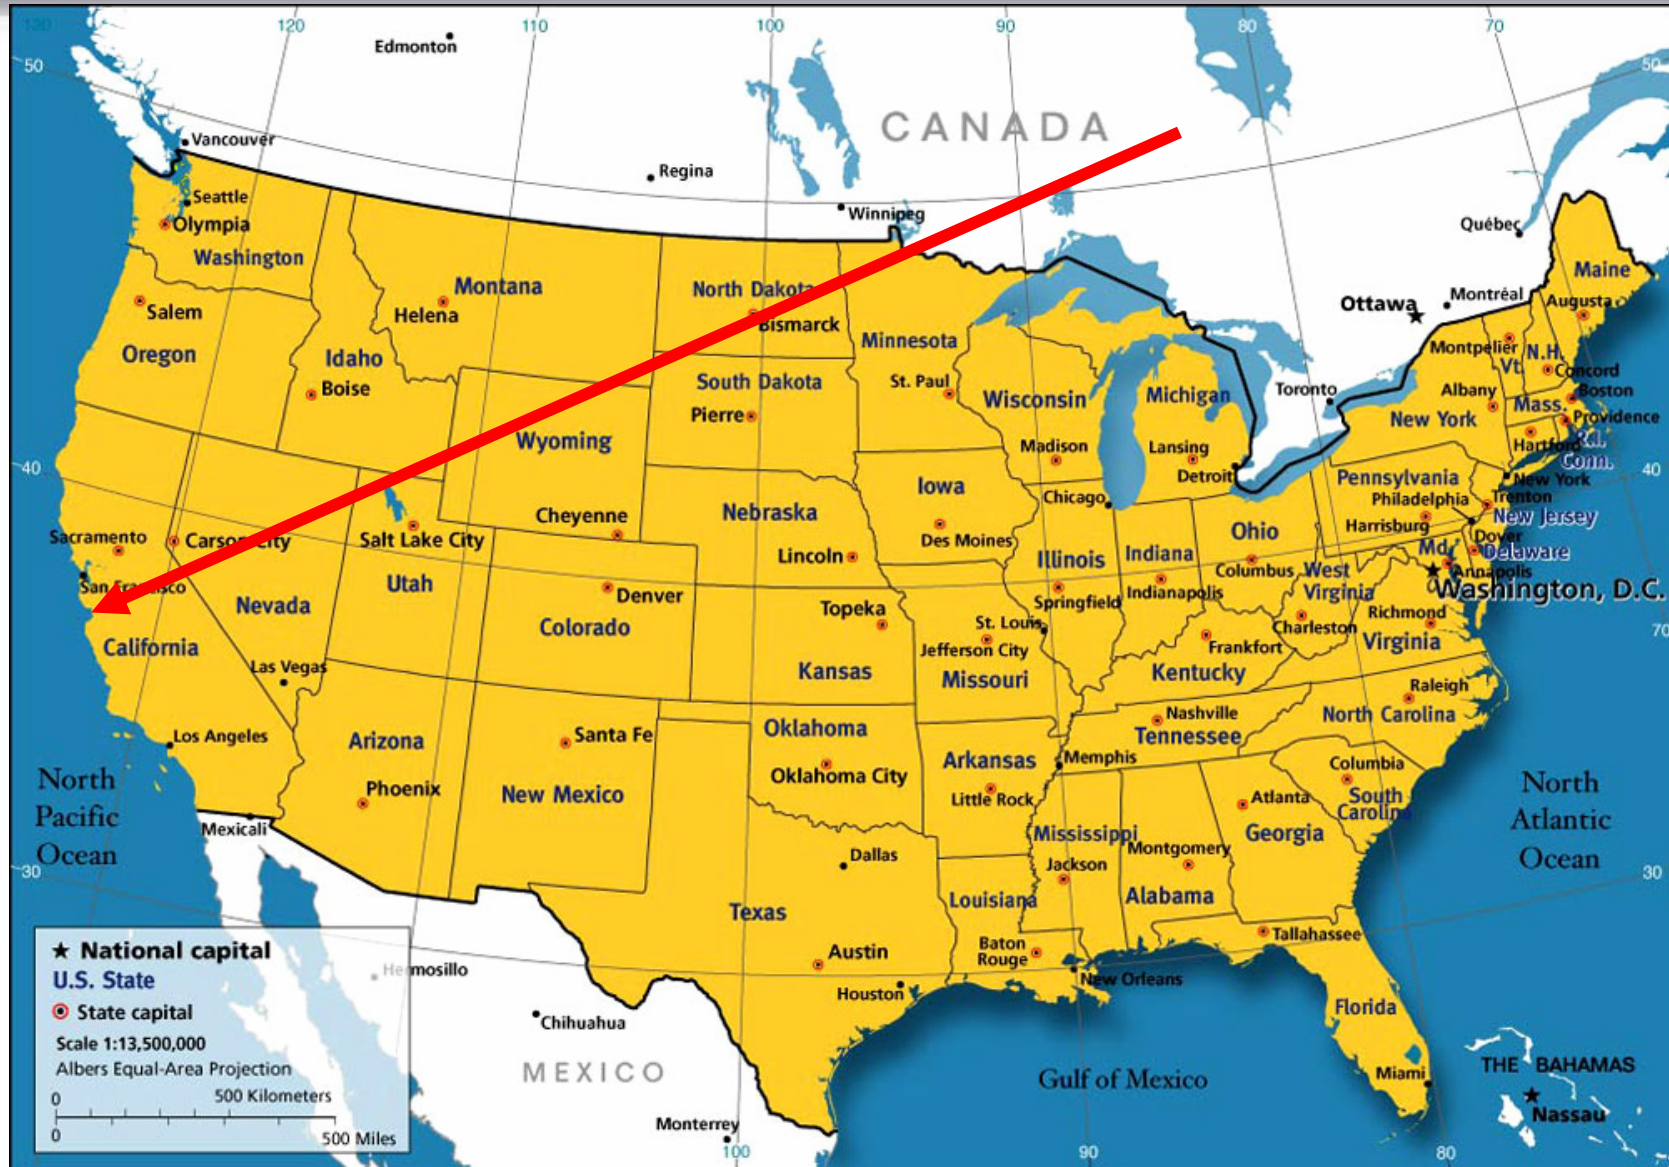 130
120
110
100
90
80
70
Edmonton
50
50
CANADA
Vancouver
Regina
Seattle
Winnipeg
Olympia
Québec
Washington
Maine
Montana
North Dakota
Ottawa
Montréal
Augusta
Salem
Helena
Bismarck
Minnesota
Montpelier
Vt.
N.H.
Oregon
Idaho
Concord
South Dakota
St. Paul
Boise
Wisconsin
Michigan
Toronto
Albany
Boston
Pierre
New York
Mass.
Providence
Wyoming
Madison
Lansing
Hartford
R.I.
Conn.
40
Detroit
40
Pennsylvania
New York
Iowa
Chicago
Philadelphia
Trenton
Cheyenne
Nebraska
Harrisburg
New Jersey
Sacramento
Carson City
Salt Lake City
Des Moines
Ohio
Dover
Lincoln
Illinois
Indiana
Md.
Delaware
San Francisco
Utah
Columbus
West
Virginia
Annapolis
Washington, D.C.
Nevada
Denver
Springfield
Indianapolis
Topeka
Richmond
Colorado
St. Louis
Charleston
70
California
Jefferson City
Frankfort
Virginia
Las Vegas
Kansas
Missouri
Kentucky
Raleigh
Nashville
North Carolina
Los Angeles
Arizona
Santa Fe
Oklahoma
Tennessee
Arkansas
Memphis
Columbia
North
Pacific
Ocean
Oklahoma City
North
Atlantic
Ocean
Phoenix
New Mexico
Little Rock
Atlanta
South
Carolina
Mexicali
Mississippi
Georgia
Dallas
Montgomery
Jackson
30
30
Louisiana
Alabama
Texas
Tallahassee
Baton
Rouge
Austin
New Orleans
Houston
Florida
Hermosillo
Chihuahua
MEXICO
Gulf of Mexico
Miami
THE BAHAMAS
Nassau
Monterrey
100
90
80
National capital
U.S. State
State capital
Scale 1:13,500,000
Albers Equal-Area Projection
0 500 Kilometers
0 500 Miles